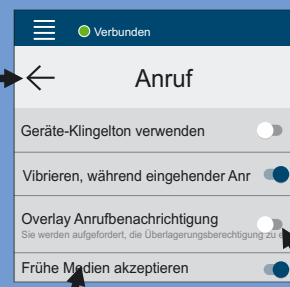 Verbunden
Anruf
Geräte-Klingelton verwenden
Vibrieren, während eingehender Anr
Overlay Anrufbenachrichtigung
Sie werden aufgefordert, die Überlagerungsberechtigung zu
Frühe Medien akzeptieren